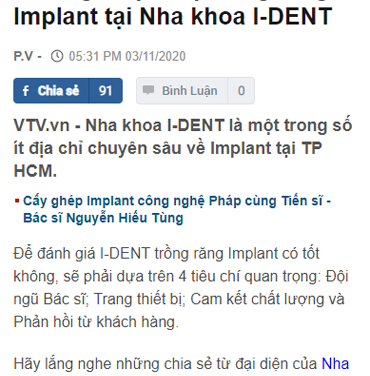 Implant tại Nha khoa I-DENT
P.V - 05:31 PM 03/11/2020
f Chia sẻ 91 Bình Luận 0
VTV.vn - Nha khoa I-DENT là một trong số
ít địa chỉ chuyên sâu về Implant tại TP
HCM.
Cấy ghép Implant công nghệ Pháp cùng Tiến sĩ -
Bác sĩ Nguyễn Hiếu Tùng
Để đánh giá I-DENT trồng răng Implant có tốt
không, sẽ phải dựa trên 4 tiêu chí quan trọng: Đội
ngũ Bác sĩ; Trang thiết bị; Cam kết chất lượng và
Phản hồi từ khách hàng.
Hãy lắng nghe những chia sẻ từ đại diện của Nha